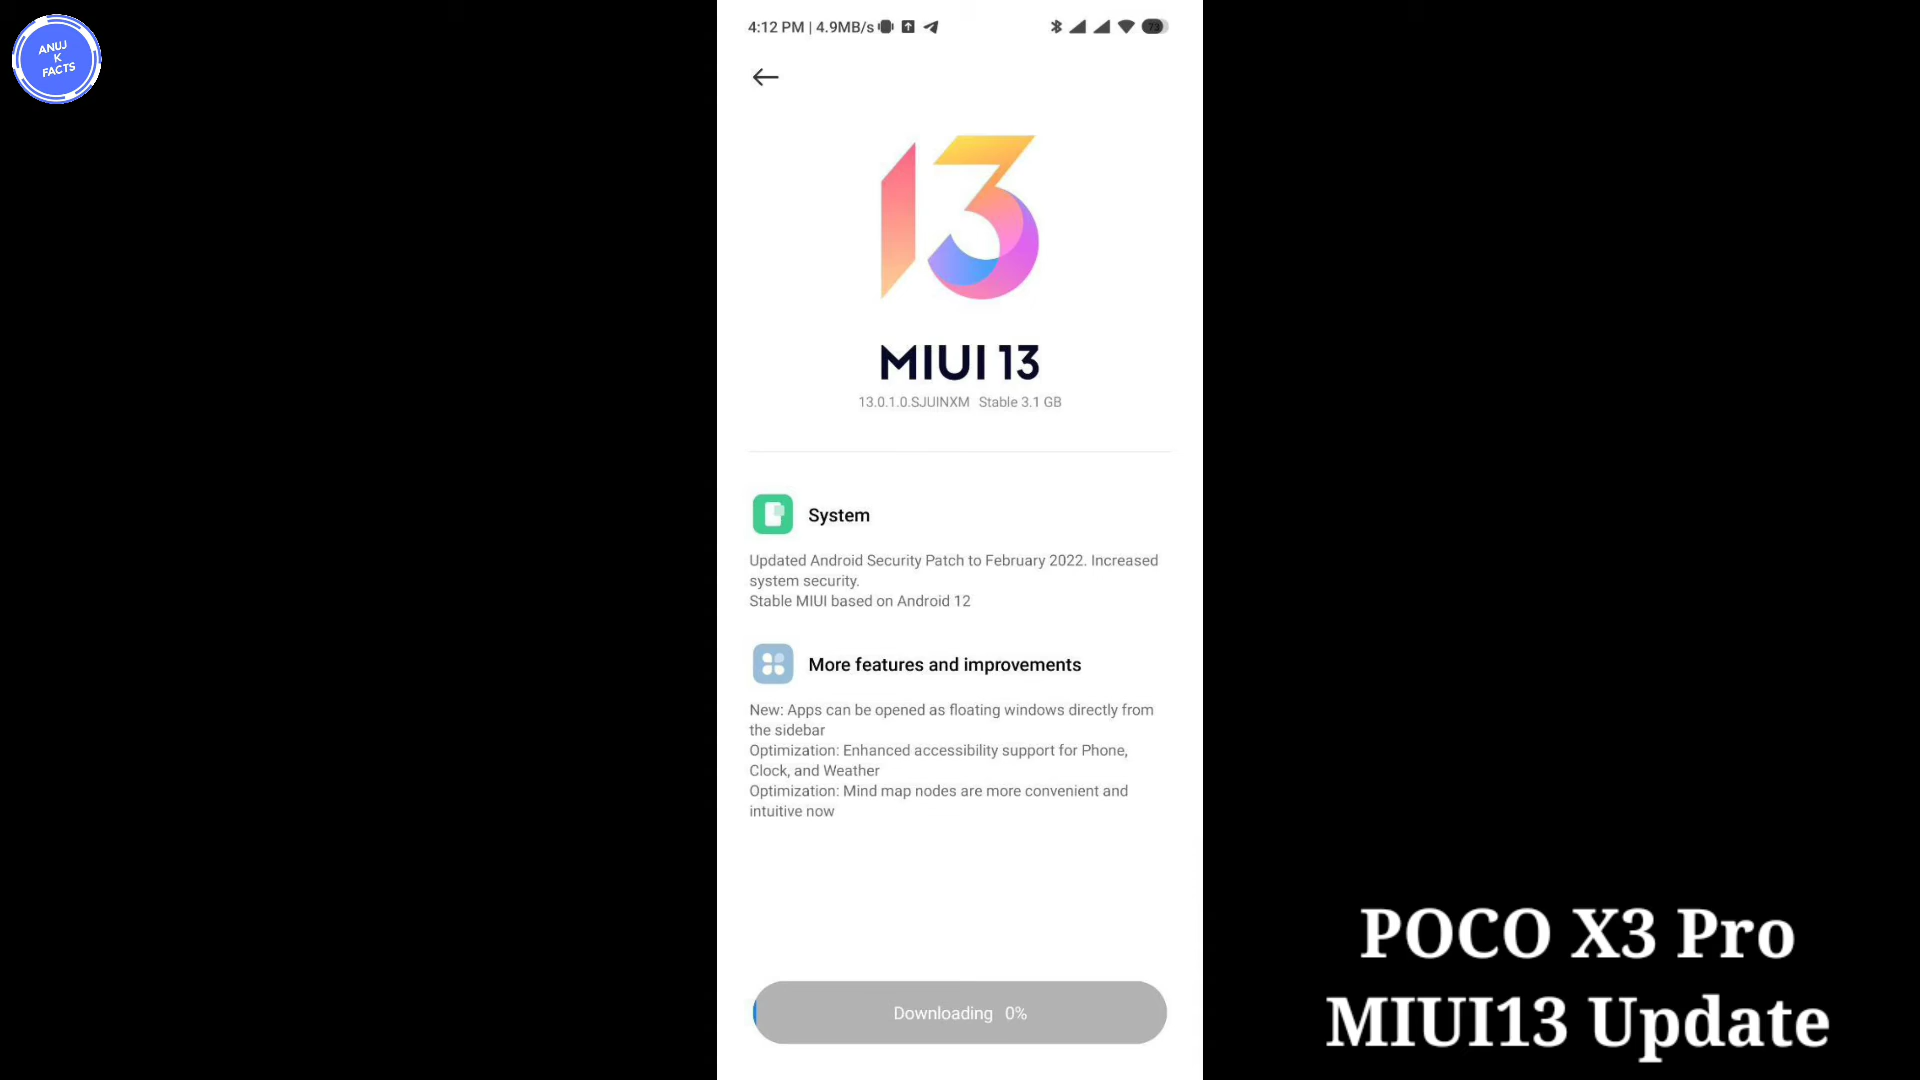 ANUJ
K
FACTS
4:12 PM | 4.9MB/s
73
13
MIUI 13
13.0.1.0.SJUINXM Stable 3.1 GB
System
Updated Android Security Patch to February 2022. Increased
system security.
Stable MIUI based on Android 12
More features and improvements
New: Apps can be opened as floating windows directly from
the sidebar
Optimization: Enhanced accessibility support for Phone,
Clock, and Weather
Optimization: Mind map nodes are more convenient and
intuitive now
Downloading 0%
POCO X3 Pro
MIUI13 Update